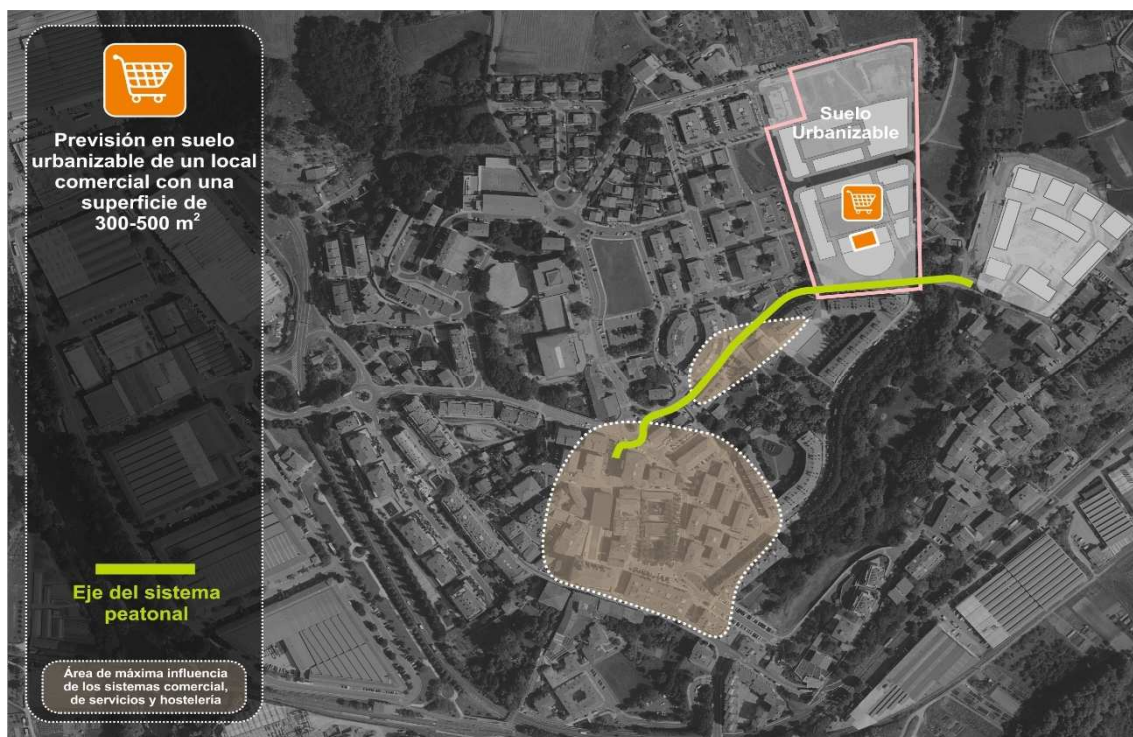 Previsión en suelo
urbanizable de un local
comercial con una
superficie de
300-500 m²
Eje del sistema
peatonal
Área de máxima influencia
de los sistemas comercial,
de servicios y hostelería
Suelo
Urbanizable